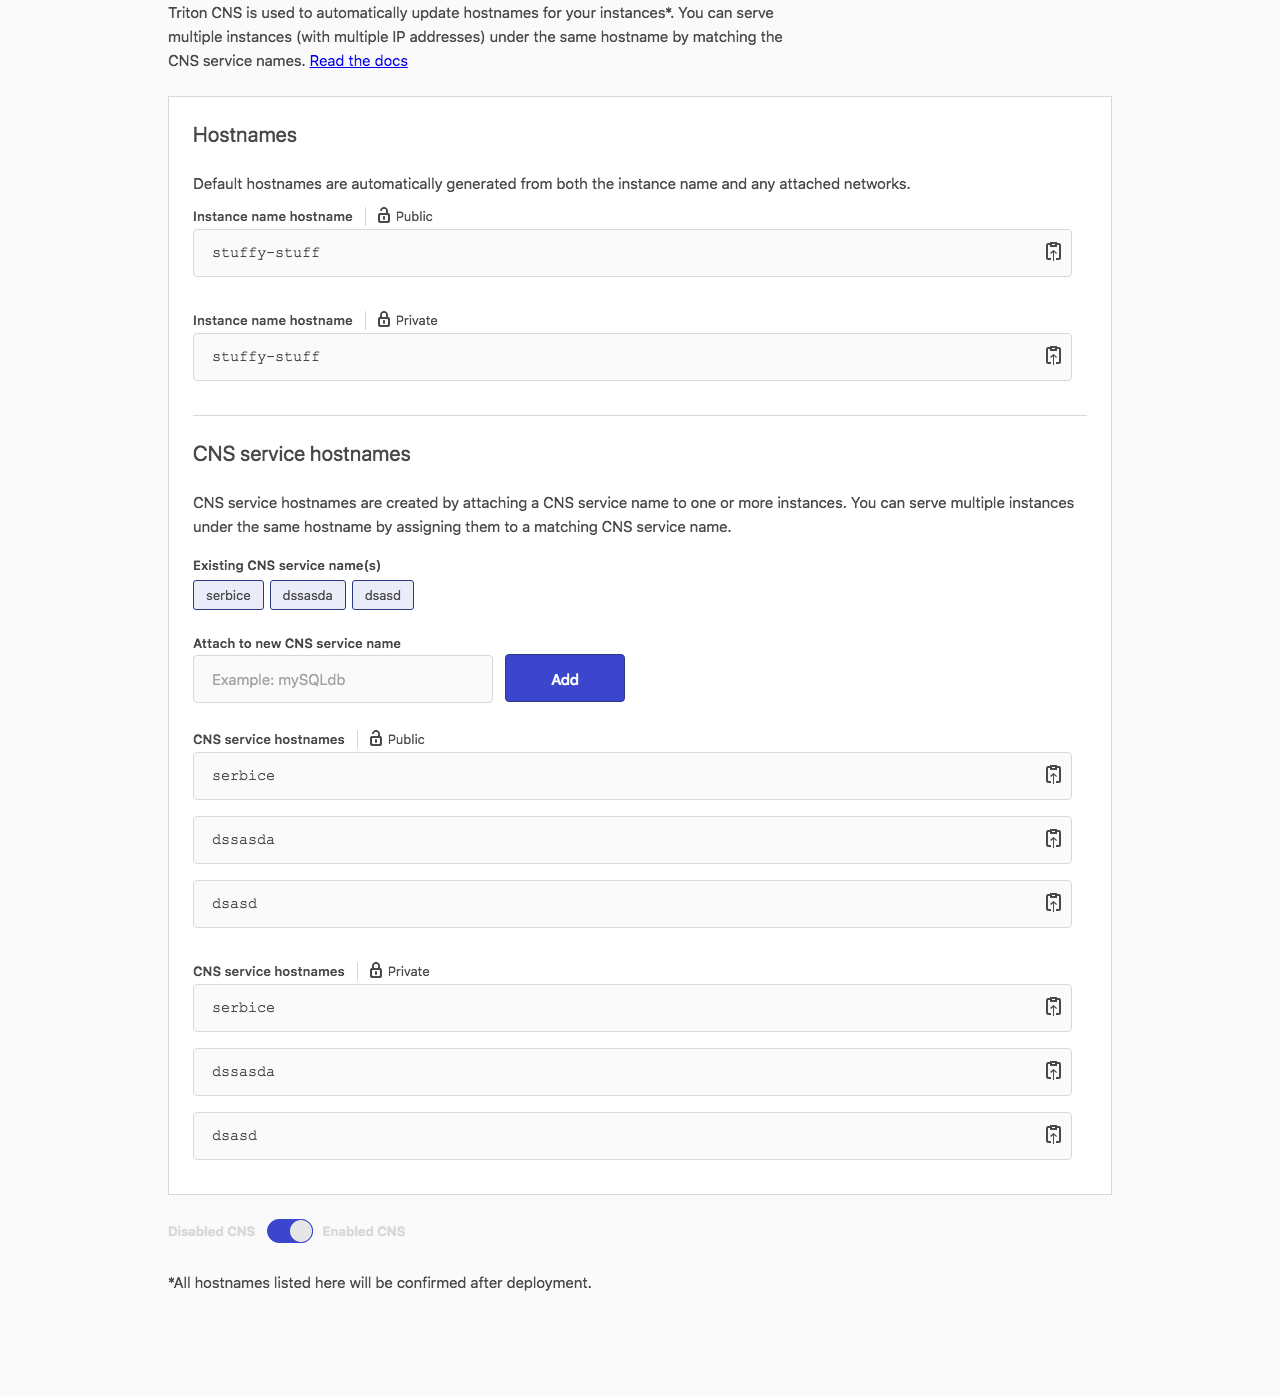 Triton CNS is used to automatically update hostnames for your instances*. You can serve
multiple instances (with multiple IP addresses) under the same hostname by matching the
CNS service names. Read the docs
Hostnames
Default hostnames are automatically generated from both the instance name and any attached networks.
Instance name hostname Public
stuffy-stuff
Instance name hostname Private
stuffy-stuff
CNS service hostnames
CNS service hostnames are created by attaching a CNS service name to one or more instances. You can serve multiple instances
under the same hostname by assigning them to a matching CNS service name.
Existing CNS service name(s)
serbice dssasda dsasd
Attach to new CNS service name
Example: mySQLdb Add
CNS service hostnames Public
serbice
dssasda
dsasd
CNS service hostnames Private
serbice
dssasda
dsasd
Disabled CNS Enabled CNS
*All hostnames listed here will be confirmed after deployment.